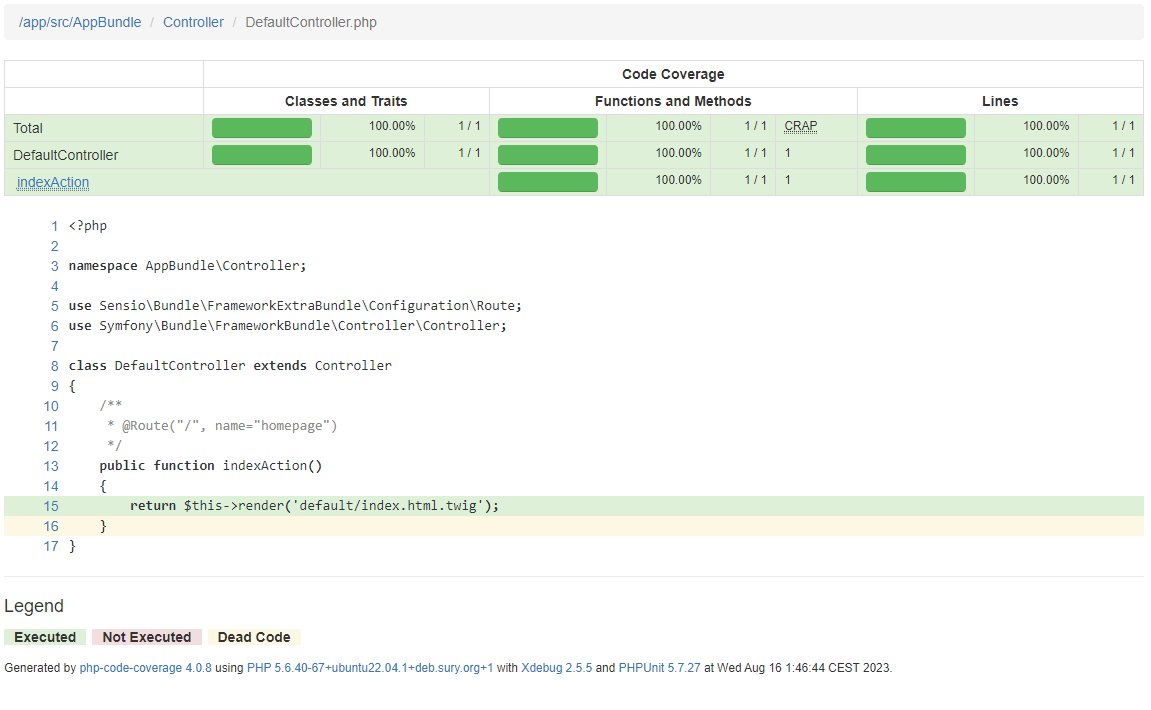 /app/src/AppBundle / Controller / DefaultController.php
Code Coverage
Classes and Traits Functions and Methods Lines
Total 100.00% 1 / 1 100.00% 1 / 1 CRAP 100.00% 1 / 1
DefaultController 100.00% 1 / 1 100.00% 1 / 1 1 100.00% 1 / 1
indexAction 100.00% 1 / 1 1 100.00% 1 / 1
1 <?php
2
3 namespace AppBundle\Controller;
4
5 use Sensio\Bundle\FrameworkExtraBundle\Configuration\Route;
6 use Symfony\Bundle\FrameworkBundle\Controller\Controller;
7
8 class DefaultController extends Controller
9 {
10     /**
11      * @Route("/", name="homepage")
12      */
13     public function indexAction()
14     {
15         return $this->render('default/index.html.twig');
16     }
17 }
Legend
Executed Not Executed Dead Code
Generated by php-code-coverage 4.0.8 using PHP 5.6.40-67+ubuntu22.04.1+deb.sury.org+1 with Xdebug 2.5.5 and PHPUnit 5.7.27 at Wed Aug 16 1:46:44 CEST 2023.